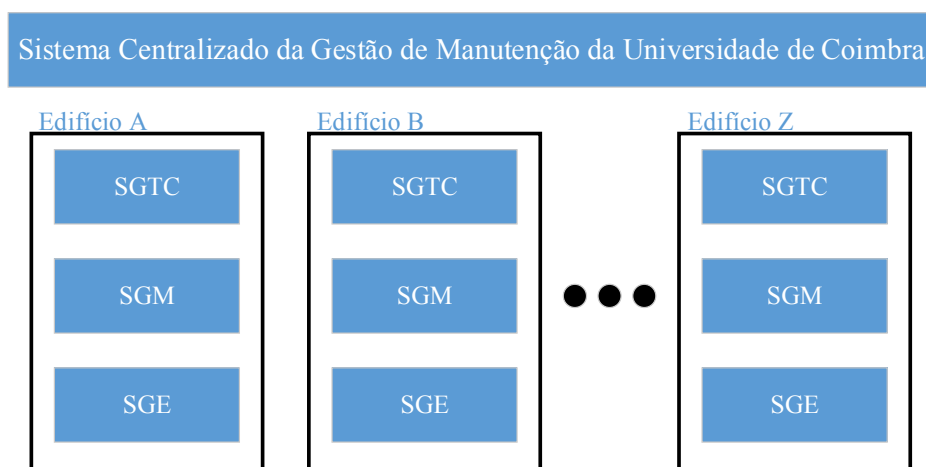 Sistema Centralizado da Gestão de Manutenção da Universidade de Coimbra
Edifício A
SGTC
SGM
SGE
Edifício B
SGTC
SGM
SGE
Edifício Z
SGTC
SGM
SGE